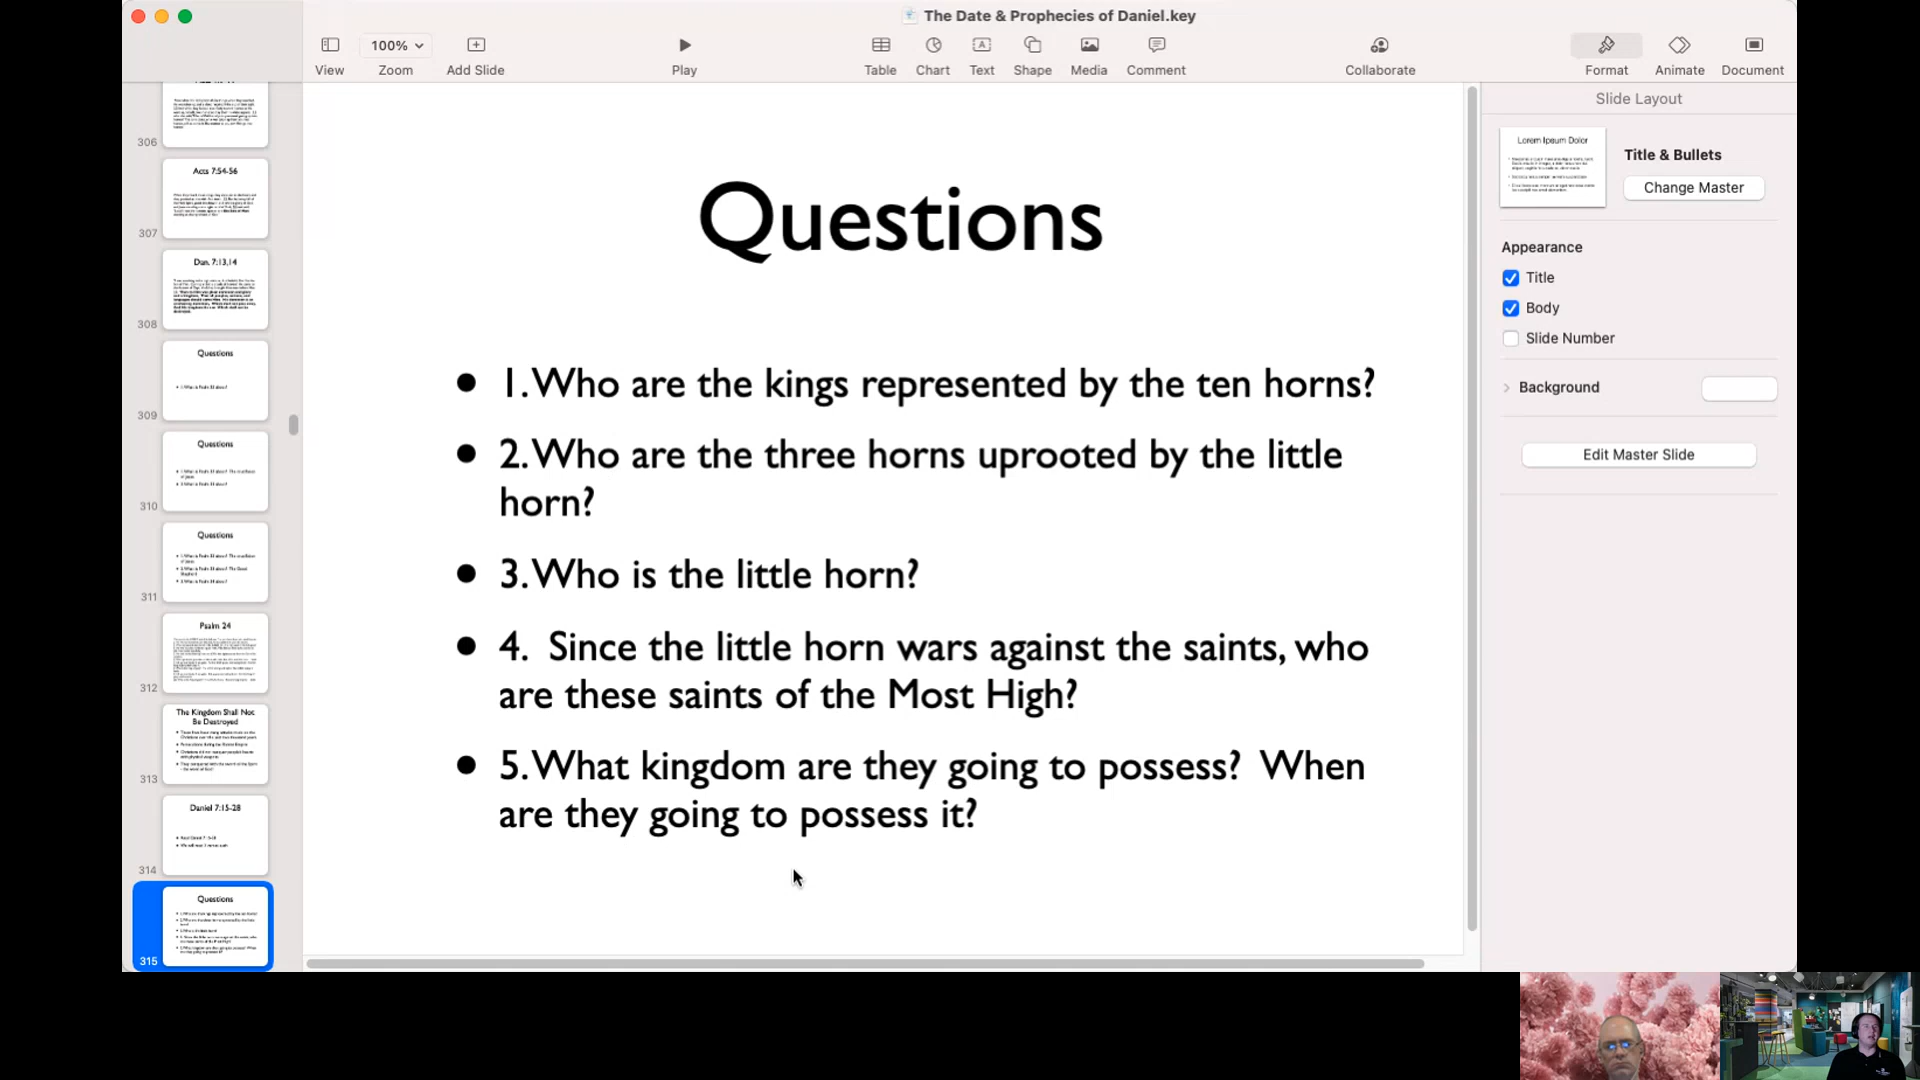 The Date & Prophecies of Daniel.key
100%
View
Zoom
Add Slide
Play
Table
Chart
Text
Shape
Media
Comment
Collaborate
Format
Animate
Document
306
Acts 7:54-56
307
Dan. 7:13,14
308
Questions
309
Questions
310
Questions
311
Psalm 24
312
The Kingdom Shall Not
Be Destroyed
313
Daniel 7:15-28
314
Questions
315
Questions
• 1. Who are the kings represented by the ten horns?
• 2. Who are the three horns uprooted by the little
horn?
• 3. Who is the little horn?
• 4. Since the little horn wars against the saints, who
are these saints of the Most High?
• 5. What kingdom are they going to possess? When
are they going to possess it?
Slide Layout
Lorem Ipsum Dolor
Title & Bullets
Change Master
Appearance
Title
Body
Slide Number
Background
Edit Master Slide